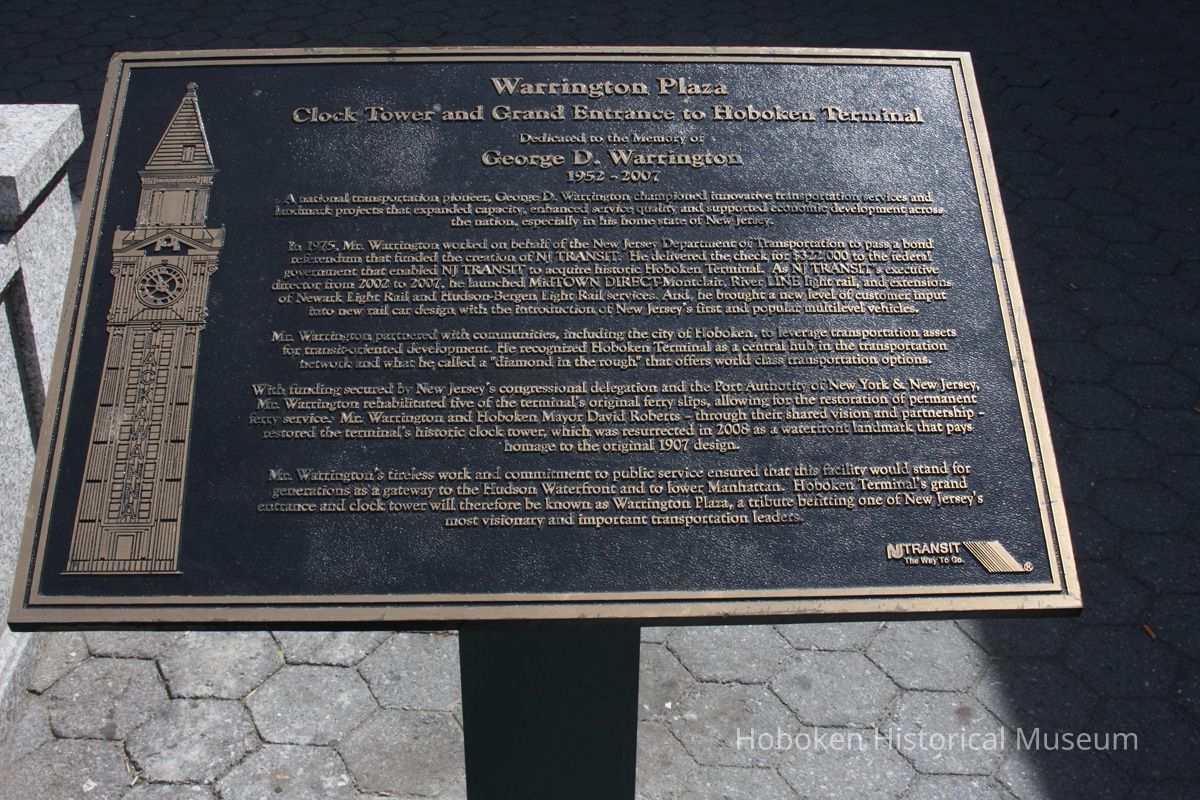 Warrington Plaza
Clock Tower and Grand Entrance to Hoboken Terminal
Dedicated to the Memory of
George D. Warrington
1952 - 2007
A national transportation pioneer, George D. Warrington championed innovative transportation services and
landmark projects that expanded capacity, enhanced service quality and supported economic development across
the nation, especially in his home state of New Jersey.
In 1975, Mr. Warrington worked on behalf of the New Jersey Department of Transportation to pass a bond
referendum that funded the creation of NJ TRANSIT. He delivered the check for $322,000 to the federal
government that enabled NJ TRANSIT to acquire historic Hoboken Terminal. As NJ TRANSIT's executive
director from 2002 to 2007, he launched MidTOWN DIRECT-Montclair, River LINE light rail, and extensions
of Newark Light Rail and Hudson-Bergen Light Rail services. And, he brought a new level of customer input
into new rail car design with the introduction of New Jersey's first and popular multilevel vehicles.
Mr. Warrington partnered with communities, including the city of Hoboken, to leverage transportation assets
for transit-oriented development. He recognized Hoboken Terminal as a central hub in the transportation
network and what he called a "diamond in the rough" that offers world class transportation options.
With funding secured by New Jersey's congressional delegation and the Port Authority of New York & New Jersey,
Mr. Warrington rehabilitated five of the terminal's original ferry slips, allowing for the restoration of permanent
ferry service. Mr. Warrington and Hoboken Mayor David Roberts – through their shared vision and partnership –
restored the terminal's historic clock tower, which was resurrected in 2008 as a waterfront landmark that pays
homage to the original 1907 design.
Mr. Warrington's tireless work and commitment to public service ensured that this facility would stand for
generations as a gateway to the Hudson Waterfront and to lower Manhattan. Hoboken Terminal's grand
entrance and clock tower will therefore be known as Warrington Plaza, a tribute befitting one of New Jersey's
most visionary and important transportation leaders.
LACKAWANNA
NJ TRANSIT
The Way To Go.
®
Hoboken Historical Museum